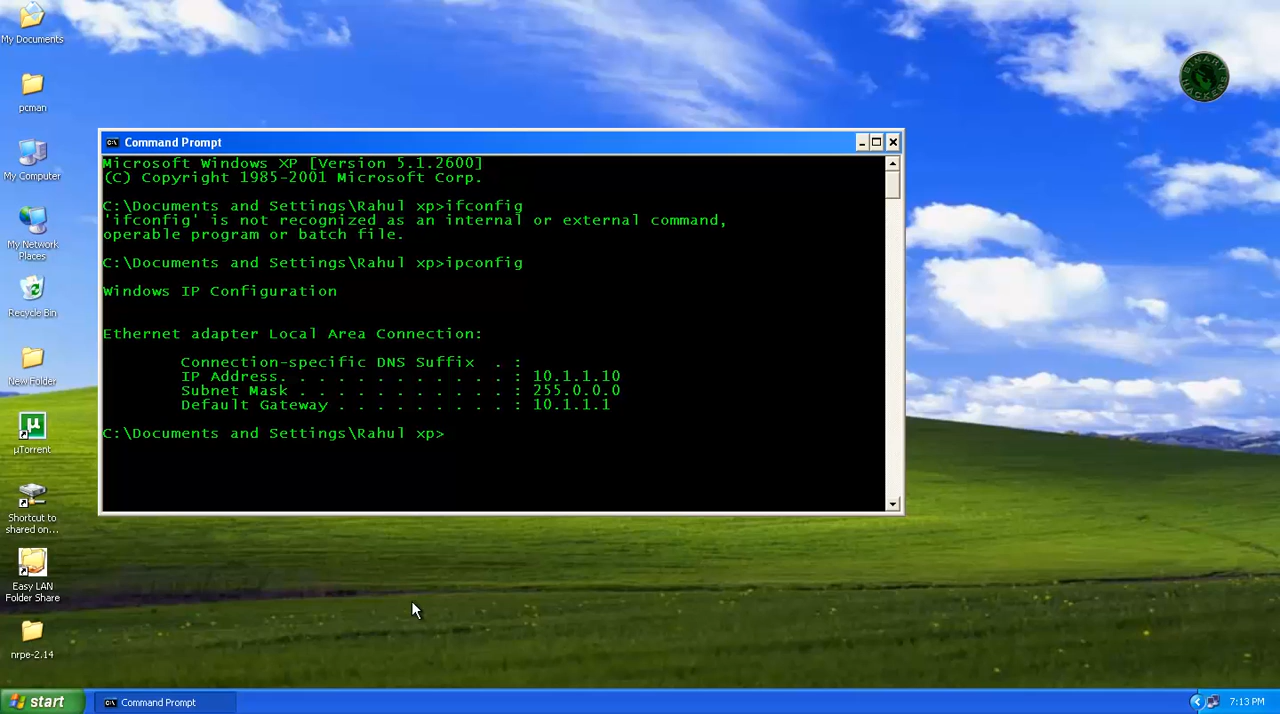 My Documents
pcman
My Computer
My Network
Places
Recycle Bin
New Folder
µ
µTorrent
Shortcut to
shared on...
Easy LAN
Folder Share
nrpe-2.14
BINARY
HACKERS
C:\ Command Prompt
Microsoft Windows XP [Version 5.1.2600]
(C) Copyright 1985-2001 Microsoft Corp.
C:\Documents and Settings\Rahul xp>ifconfig
'ifconfig' is not recognized as an internal or external command,
operable program or batch file.
C:\Documents and Settings\Rahul xp>ipconfig
Windows IP Configuration
Ethernet adapter Local Area Connection:
Connection-specific DNS Suffix . :
IP Address. . . . . . . . . . . . : 10.1.1.10
Subnet Mask . . . . . . . . . . . : 255.0.0.0
Default Gateway . . . . . . . . . : 10.1.1.1
C:\Documents and Settings\Rahul xp>
start
C:\ Command Prompt
7:13 PM